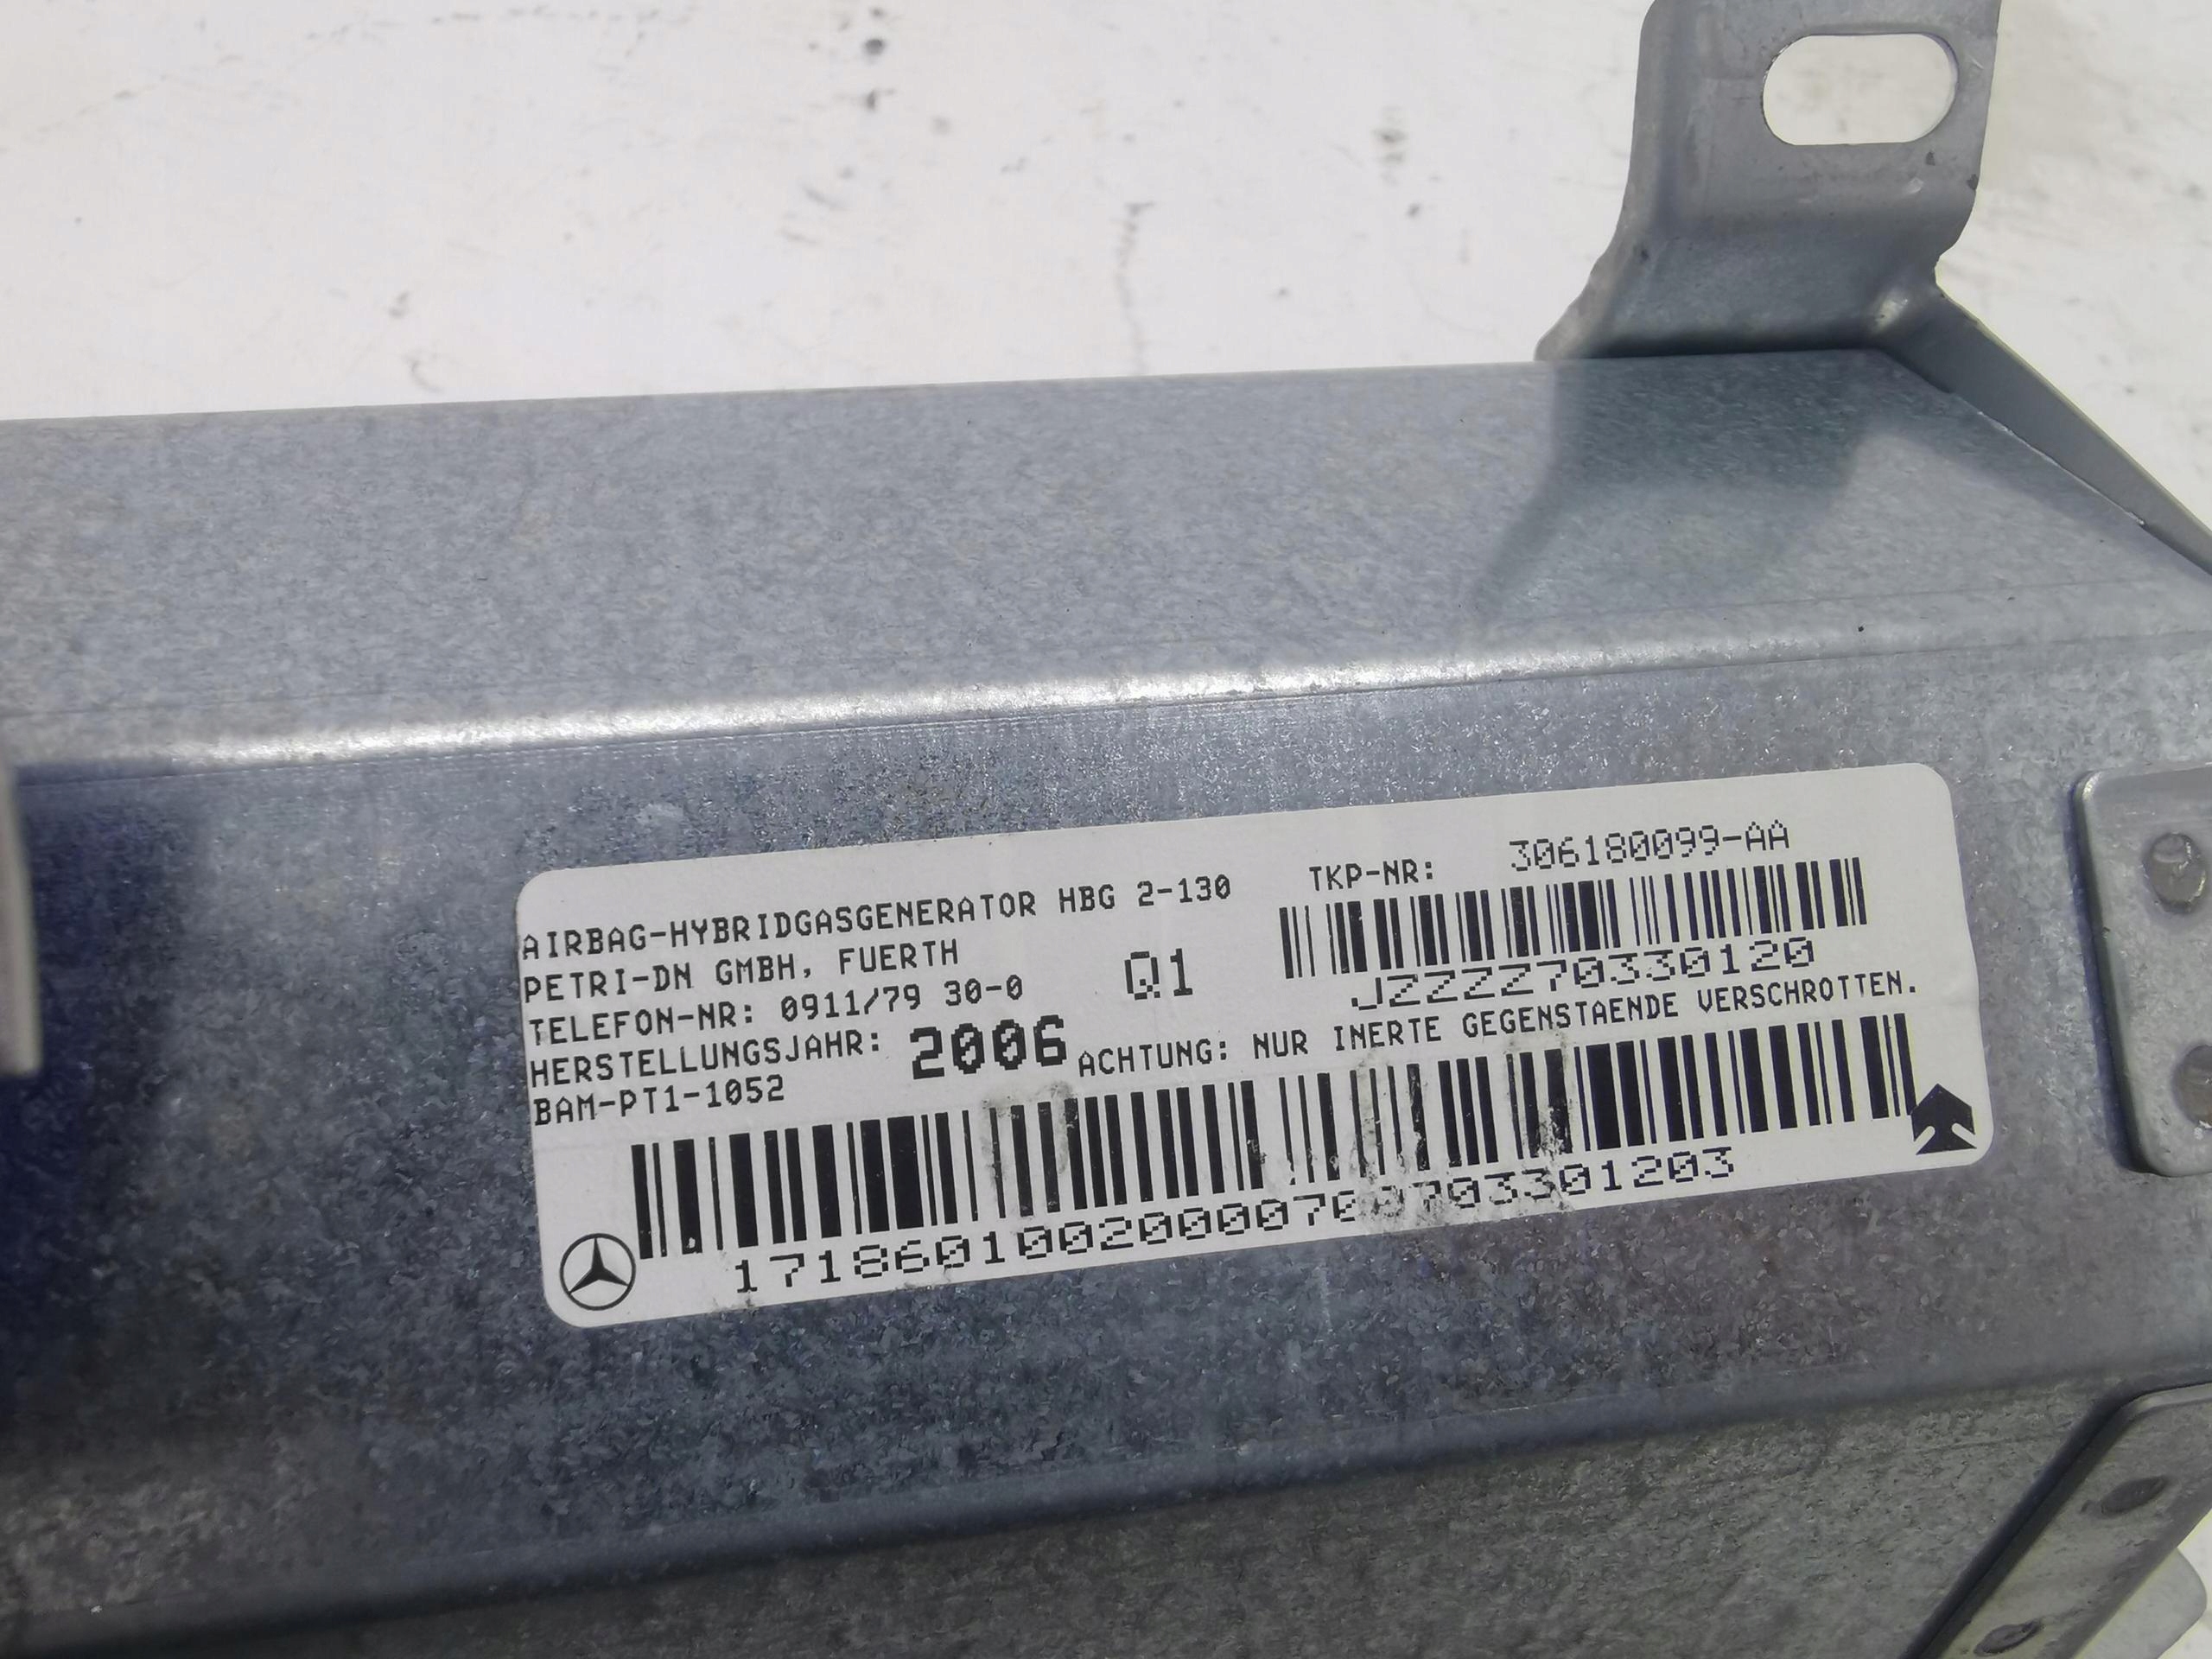 AIRBAG-HYBRIDGASGENERATOR HBG 2-130
PETRI-DN GMBH, FUERTH
TELEFON-NR: 0911/79 30-0
HERSTELLUNGSJAHR: 2006
BAM-PT1-1052
Q1
TKP-NR: 306180099-AA
JZZZZ70330120
ACHTUNG: NUR INERTE GEGENSTAENDE VERSCHROTTEN.